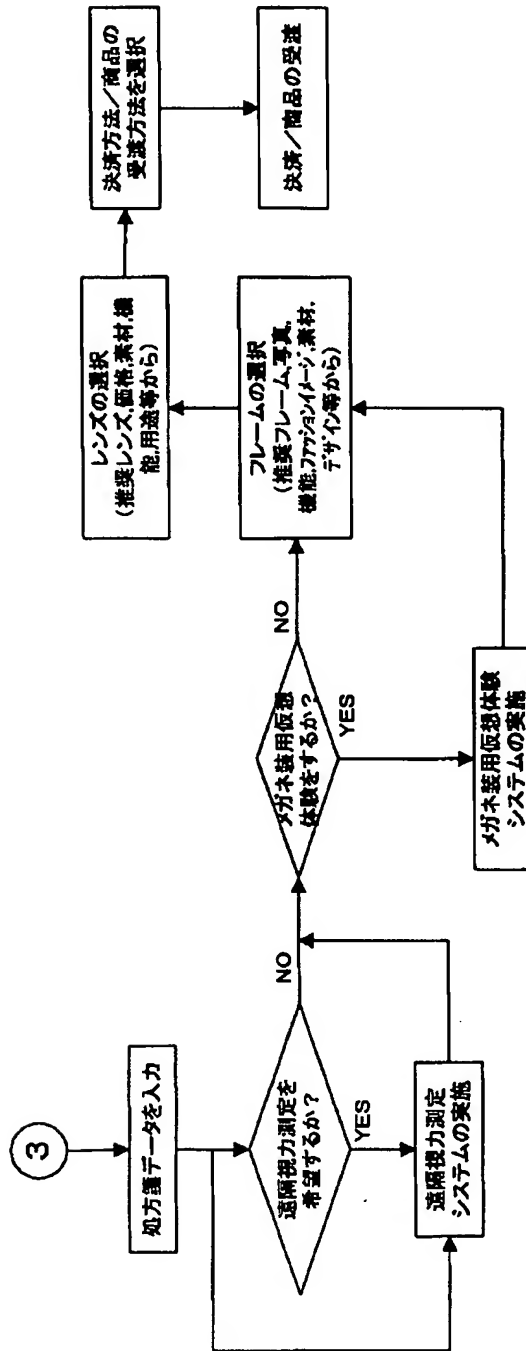 3
処方護データを入力
遠隔視力測定を
希望するか?
NO
YES
遠隔視力測定
システムの実施
メガネ装用仮想
体験をするか?
NO
YES
メガネ装用仮想体験
システムの実施
フレームの選択
(推奨フレーム,写真,
機能,ファッションイメージ,素材,
デザイン等から)
レンズの選択
(推奨レンズ,価格,素材,機
能,用途等から)
決済方法/商品の
受渡方法を選択
決済/商品の受渡